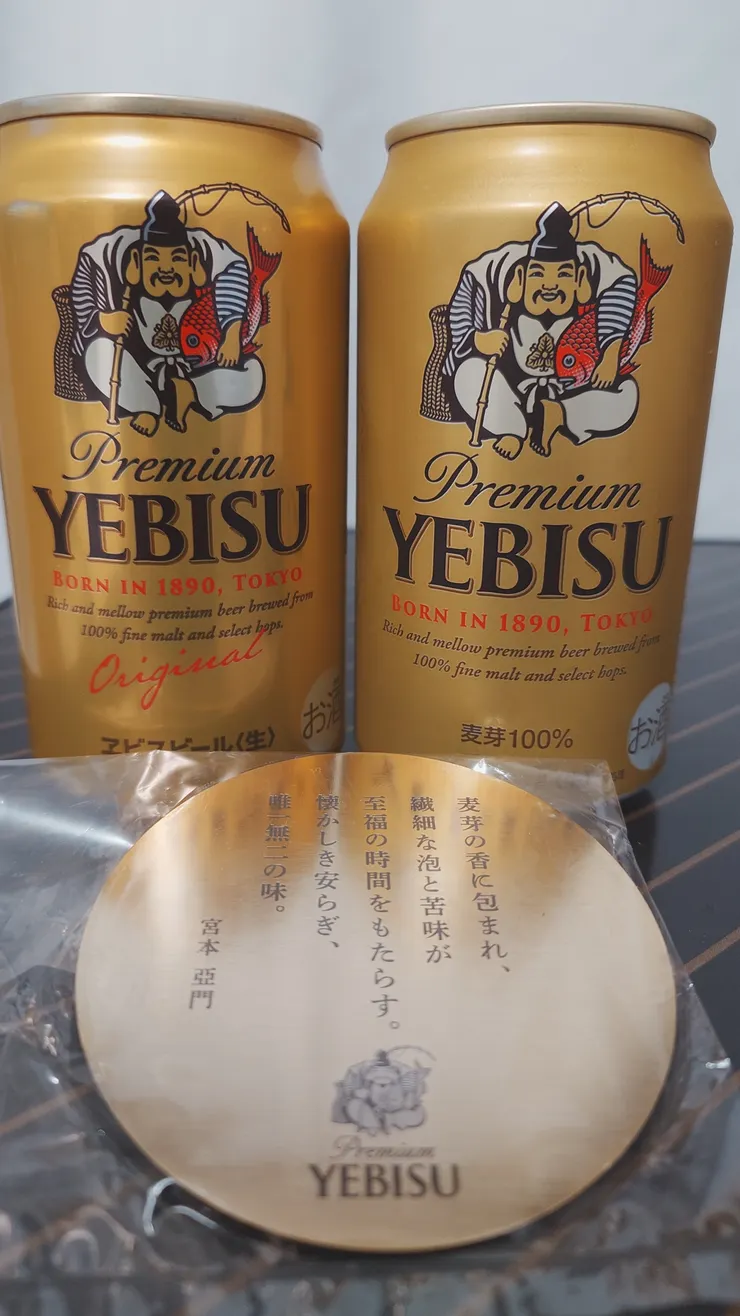 Premium
YEBISU
BORN IN 1890, TOKYO
Rich and mellow premium beer brewed from
100% fine malt and select hops.
Original
ヱビスビール〈生〉
お酒
Premium
YEBISU
BORN IN 1890, TOKYO
Rich and mellow premium beer brewed from
100% fine malt and select hops.
麦芽100%
お酒
麦芽の香に包まれ、
繊細な泡と苦味が
至福の時間をもたらす。
懐かしき安らぎ、
唯一無二の味。
宮本 亞門
Premium
YEBISU